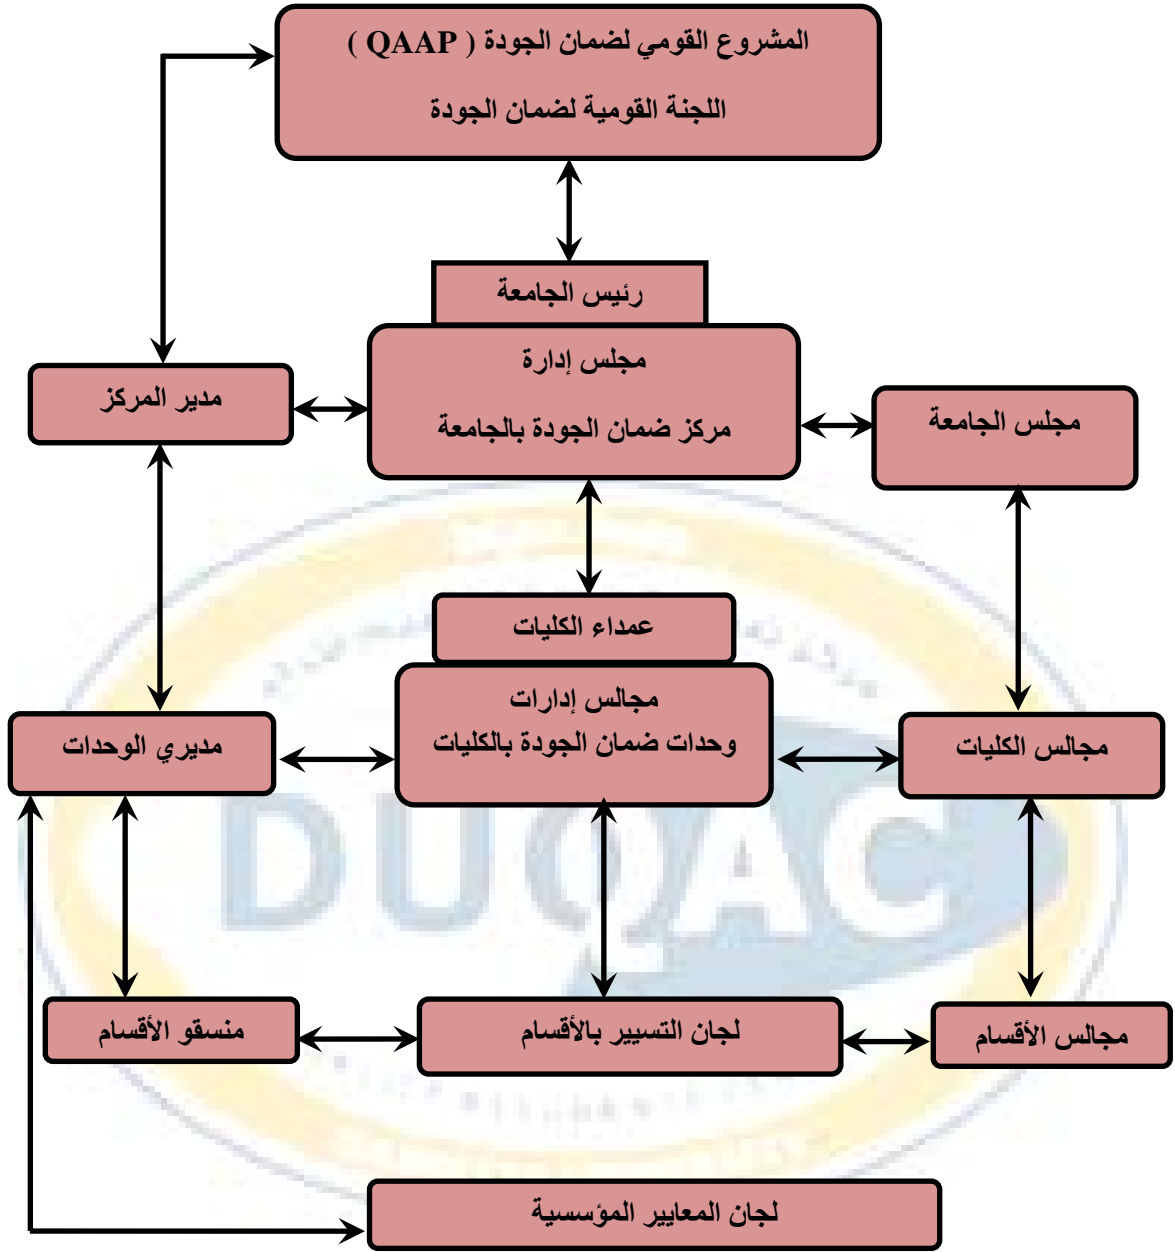 المشروع القومي لضمان الجودة ( QAAP )
اللجنة القومية لضمان الجودة
رئيس الجامعة
مجلس إدارة
مركز ضمان الجودة بالجامعة
مدير المركز
مجلس الجامعة
عمداء الكليات
مجالس إدارات
وحدات ضمان الجودة بالكليات
مديري الوحدات
مجالس الكليات
DUQAC
منسقو الأقسام
لجان التسيير بالأقسام
مجالس الأقسام
لجان المعايير المؤسسية